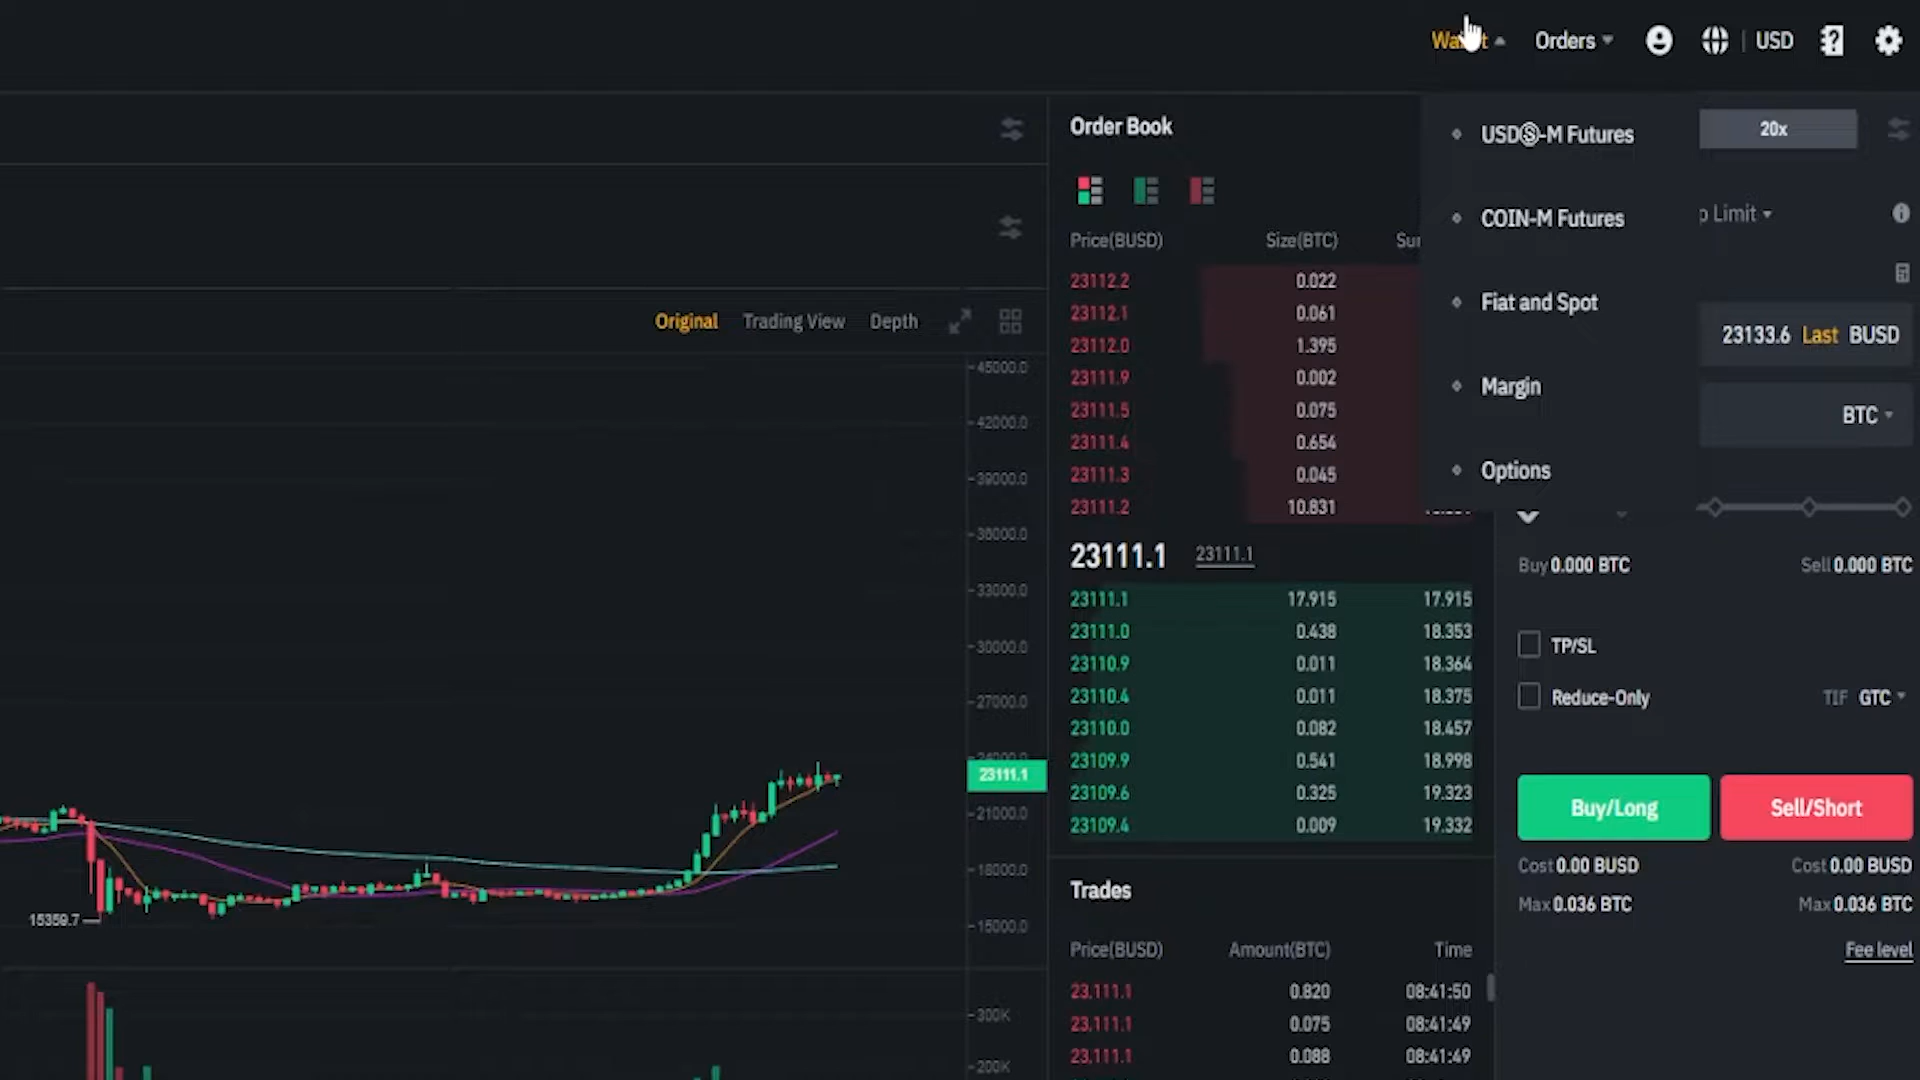 Orders
USD
Order Book
USDⓈ-M Futures
20x
COIN-M Futures
Limit
Price(BUSD) Size(BTC)
23112.2 0.022
23112.1 0.061
Fiat and Spot
Original Trading View Depth
23133.6 Last BUSD
23112.0 1.395
45000.0
23111.9 0.002
Margin
23111.5 0.075
BTC
42000.0
23111.4 0.654
23111.3 0.045
Options
39000.0
23111.2 10.831
36000.0
23111.1 23111.1
Buy 0.000 BTC Sell 0.000 BTC
33000.0
23111.1 17.915 17.915
23111.0 0.438 18.353
30000.0
TP/SL
23110.9 0.011 18.364
23110.4 0.011 18.375
Reduce-Only TIF GTC
27000.0
23110.0 0.082 18.457
23109.9 0.541 18.998
23111.1
23109.6 0.325 19.323
21000.0
Buy/Long Sell/Short
23109.4 0.009 19.332
18000.0
Cost 0.00 BUSD Cost 0.00 BUSD
Trades
Max 0.036 BTC Max 0.036 BTC
15359.7
15000.0
Price(BUSD) Amount(BTC) Time
Fee level
23,111.1 0.820 08:41:50
300K
23,111.1 0.075 08:41:49
23,111.1 0.088 08:41:49
200K